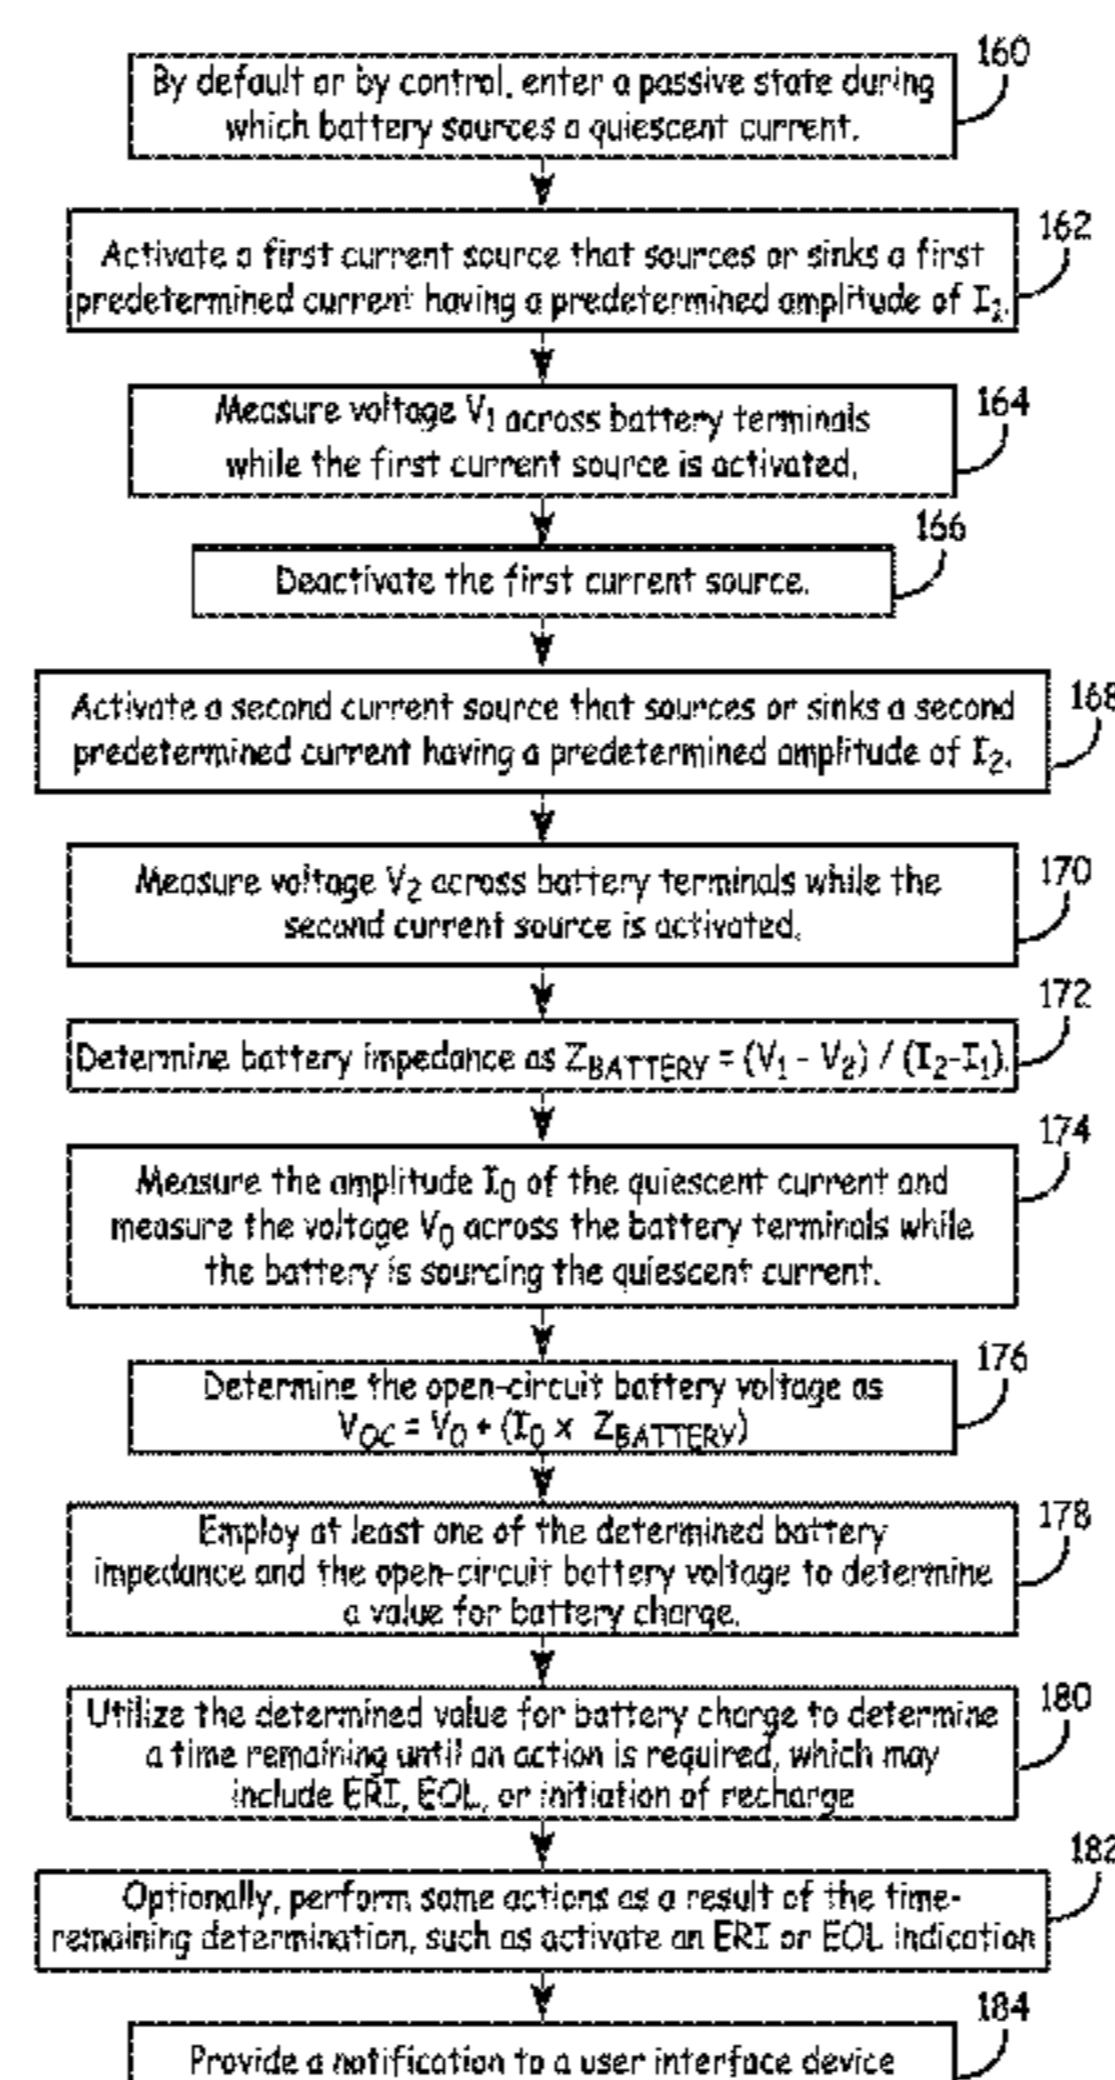 160
By default or by control, enter a passive state during
which battery sources a quiescent current.
162
Activate a first current source that sources or sinks a first
predetermined current having a predetermined amplitude of I₁.
164
Measure voltage V₁ across battery terminals
while the first current source is activated.
166
Deactivate the first current source.
168
Activate a second current source that sources or sinks a second
predetermined current having a predetermined amplitude of I₂.
170
Measure voltage V₂ across battery terminals while the
second current source is activated.
172
Determine battery impedance as Z_BATTERY = (V₁ - V₂) / (I₂-I₁).
174
Measure the amplitude I₀ of the quiescent current and
measure the voltage V₀ across the battery terminals while
the battery is sourcing the quiescent current.
176
Determine the open-circuit battery voltage as
V_OC = V₀ + (I₀ x Z_BATTERY)
178
Employ at least one of the determined battery
impedance and the open-circuit battery voltage to determine
a value for battery charge.
180
Utilize the determined value for battery charge to determine
a time remaining until an action is required, which may
include ERI, EOL, or initiation of recharge
182
Optionally, perform some actions as a result of the time-
remaining determination, such as activate an ERI or EOL indication
184
Provide a notification to a user interface device